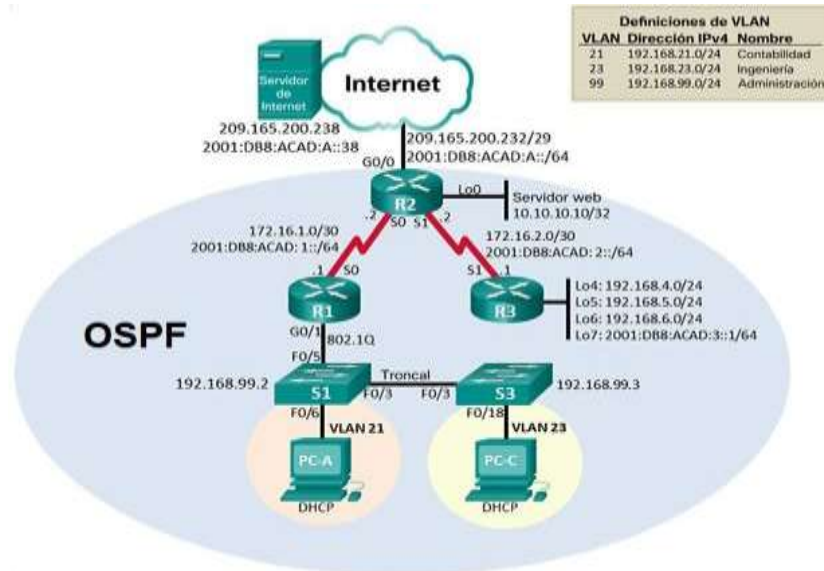 Definiciones de VLAN
VLAN Dirección IPv4 Nombre
21 192.168.21.0/24 Contabilidad
23 192.168.23.0/24 Ingeniería
99 192.168.99.0/24 Administración
Servidor
de
Internet
Internet
209.165.200.238
2001:DB8:ACAD:A::38
209.165.200.232/29
2001:DB8:ACAD:A::/64
G0/0
R2
Lo0
Servidor web
10.10.10.10/32
.2
S0
S1
.2
172.16.1.0/30
2001:DB8:ACAD: 1::/64
172.16.2.0/30
2001:DB8:ACAD: 2::/64
.1
S0
S1
.1
R1
R3
Lo4: 192.168.4.0/24
Lo5: 192.168.5.0/24
Lo6: 192.168.6.0/24
Lo7: 2001:DB8:ACAD:3::1/64
OSPF
G0/1
802.1Q
F0/5
192.168.99.2
S1
Troncal
F0/3
F0/3
S3
192.168.99.3
F0/6
VLAN 21
F0/18
VLAN 23
PC-A
PC-C
DHCP
DHCP